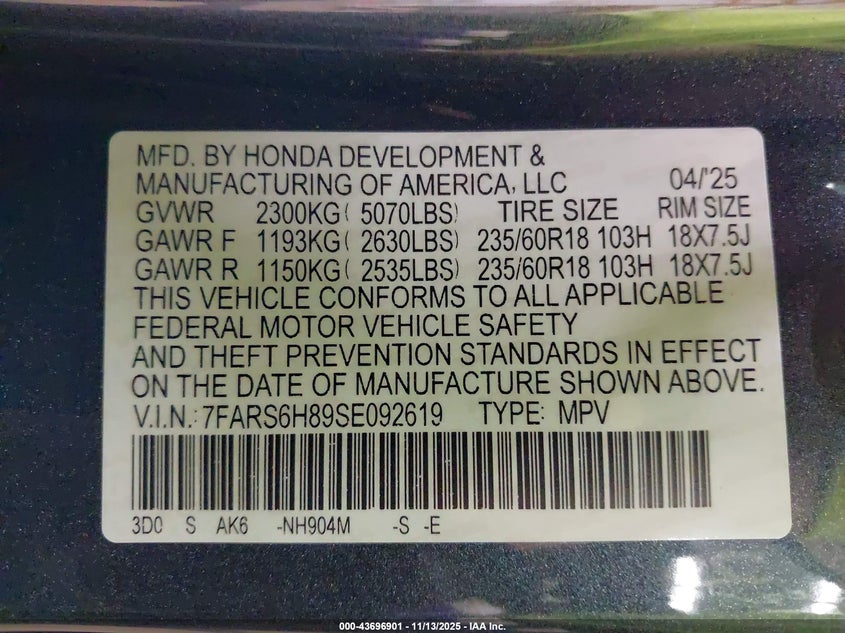 MFD. BY HONDA DEVELOPMENT &
MANUFACTURING OF AMERICA, LLC 04/'25
GVWR 2300KG( 5070LBS) TIRE SIZE RIM SIZE
GAWR F 1193KG( 2630LBS) 235/60R18 103H 18X7.5J
GAWR R 1150KG( 2535LBS) 235/60R18 103H 18X7.5J
THIS VEHICLE CONFORMS TO ALL APPLICABLE
FEDERAL MOTOR VEHICLE SAFETY
AND THEFT PREVENTION STANDARDS IN EFFECT
ON THE DATE OF MANUFACTURE SHOWN ABOVE.
V.I.N.: 7FARS6H89SE092619 TYPE: MPV
3D0 S AK6 -NH904M -S -E
000-43696901 - 11/13/2025 - IAA Inc.